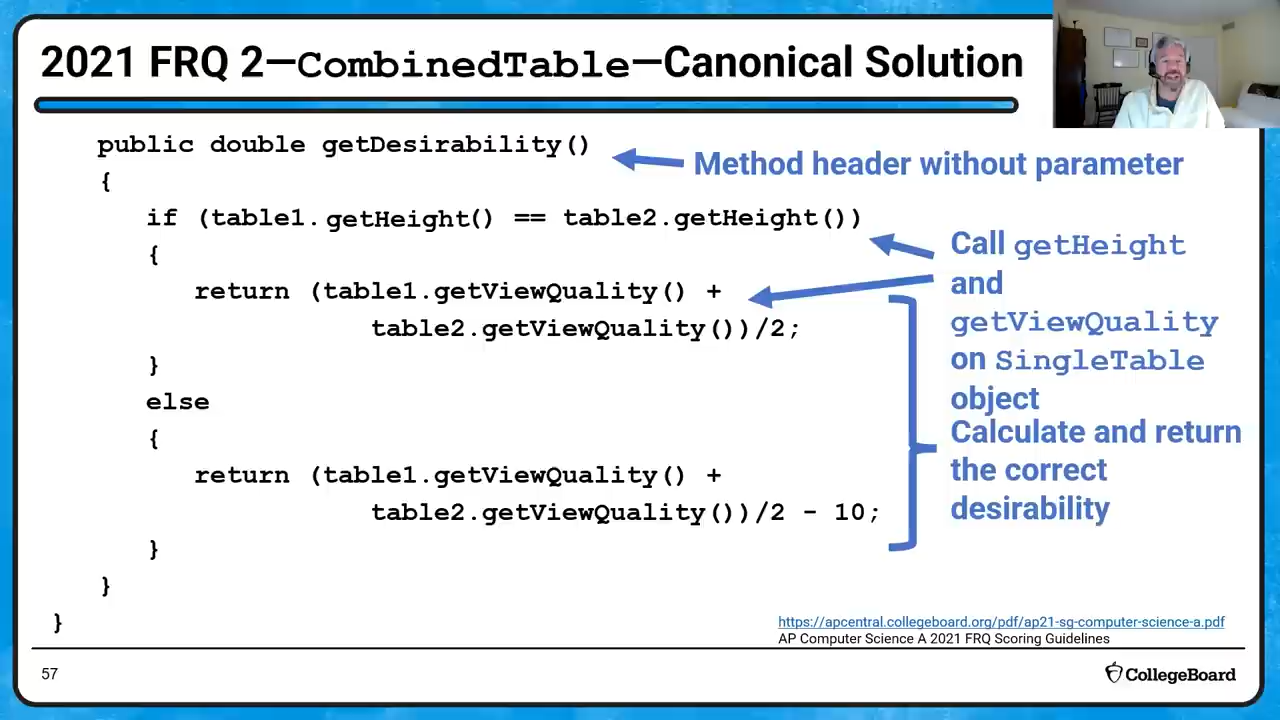 2021 FRQ 2—CombinedTable—Canonical Solution
public double getDesirability()
Method header without parameter
{
if (table1.getHeight() == table2.getHeight())
{
Call getHeight
and
getViewQuality
on SingleTable
object
return (table1.getViewQuality() +
table2.getViewQuality())/2;
}
else
{
return (table1.getViewQuality() +
table2.getViewQuality())/2 - 10;
}
Calculate and return
the correct
desirability
}
}
https://apcentral.collegeboard.org/pdf/ap21-sg-computer-science-a.pdf
AP Computer Science A 2021 FRQ Scoring Guidelines
57
CollegeBoard